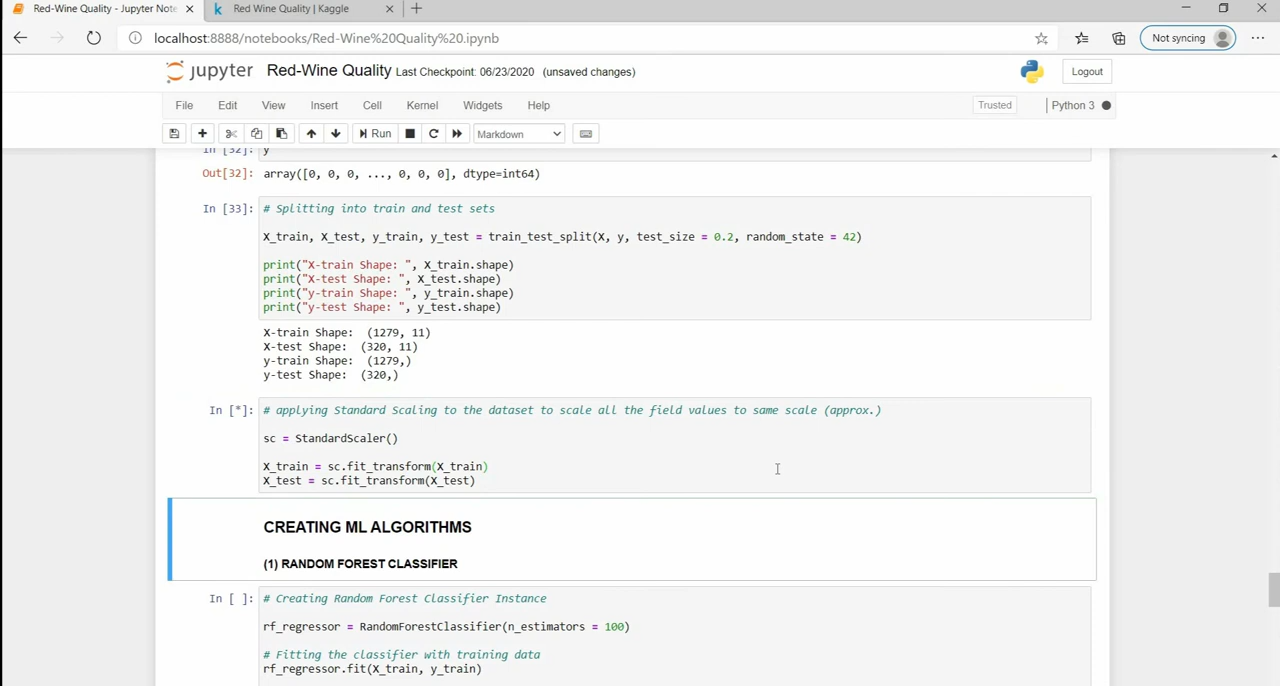 Red-Wine Quality - Jupyter Note
Red Wine Quality | Kaggle
localhost:8888/notebooks/Red-Wine%20Quality%20.ipynb
Not syncing
jupyter Red-Wine Quality Last Checkpoint: 06/23/2020 (unsaved changes)
Logout
File Edit View Insert Cell Kernel Widgets Help
Trusted
Python 3
Run
Markdown
In [32]: y
Out[32]: array([0, 0, 0, ..., 0, 0, 0], dtype=int64)
In [33]: # Splitting into train and test sets
X_train, X_test, y_train, y_test = train_test_split(X, y, test_size = 0.2, random_state = 42)
print("X-train Shape: ", X_train.shape)
print("X-test Shape: ", X_test.shape)
print("y-train Shape: ", y_train.shape)
print("y-test Shape: ", y_test.shape)
X-train Shape:  (1279, 11)
X-test Shape:  (320, 11)
y-train Shape:  (1279,)
y-test Shape:  (320,)
In [*]: # applying Standard Scaling to the dataset to scale all the field values to same scale (approx.)
sc = StandardScaler()
X_train = sc.fit_transform(X_train)
X_test = sc.fit_transform(X_test)
CREATING ML ALGORITHMS
(1) RANDOM FOREST CLASSIFIER
In [ ]: # Creating Random Forest Classifier Instance
rf_regressor = RandomForestClassifier(n_estimators = 100)
# Fitting the classifier with training data
rf_regressor.fit(X_train, y_train)